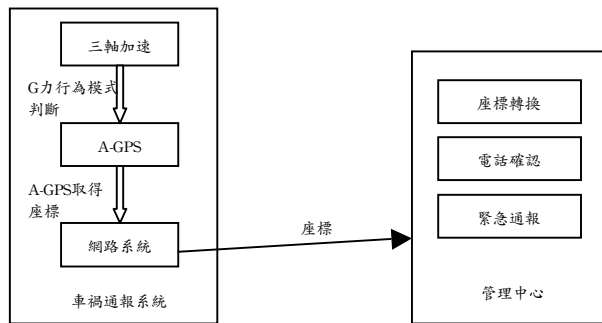 三軸加速
G力行為模式
判斷
A-GPS
A-GPS取得
座標
網路系統
車禍通報系統
座標
座標轉換
電話確認
緊急通報
管理中心